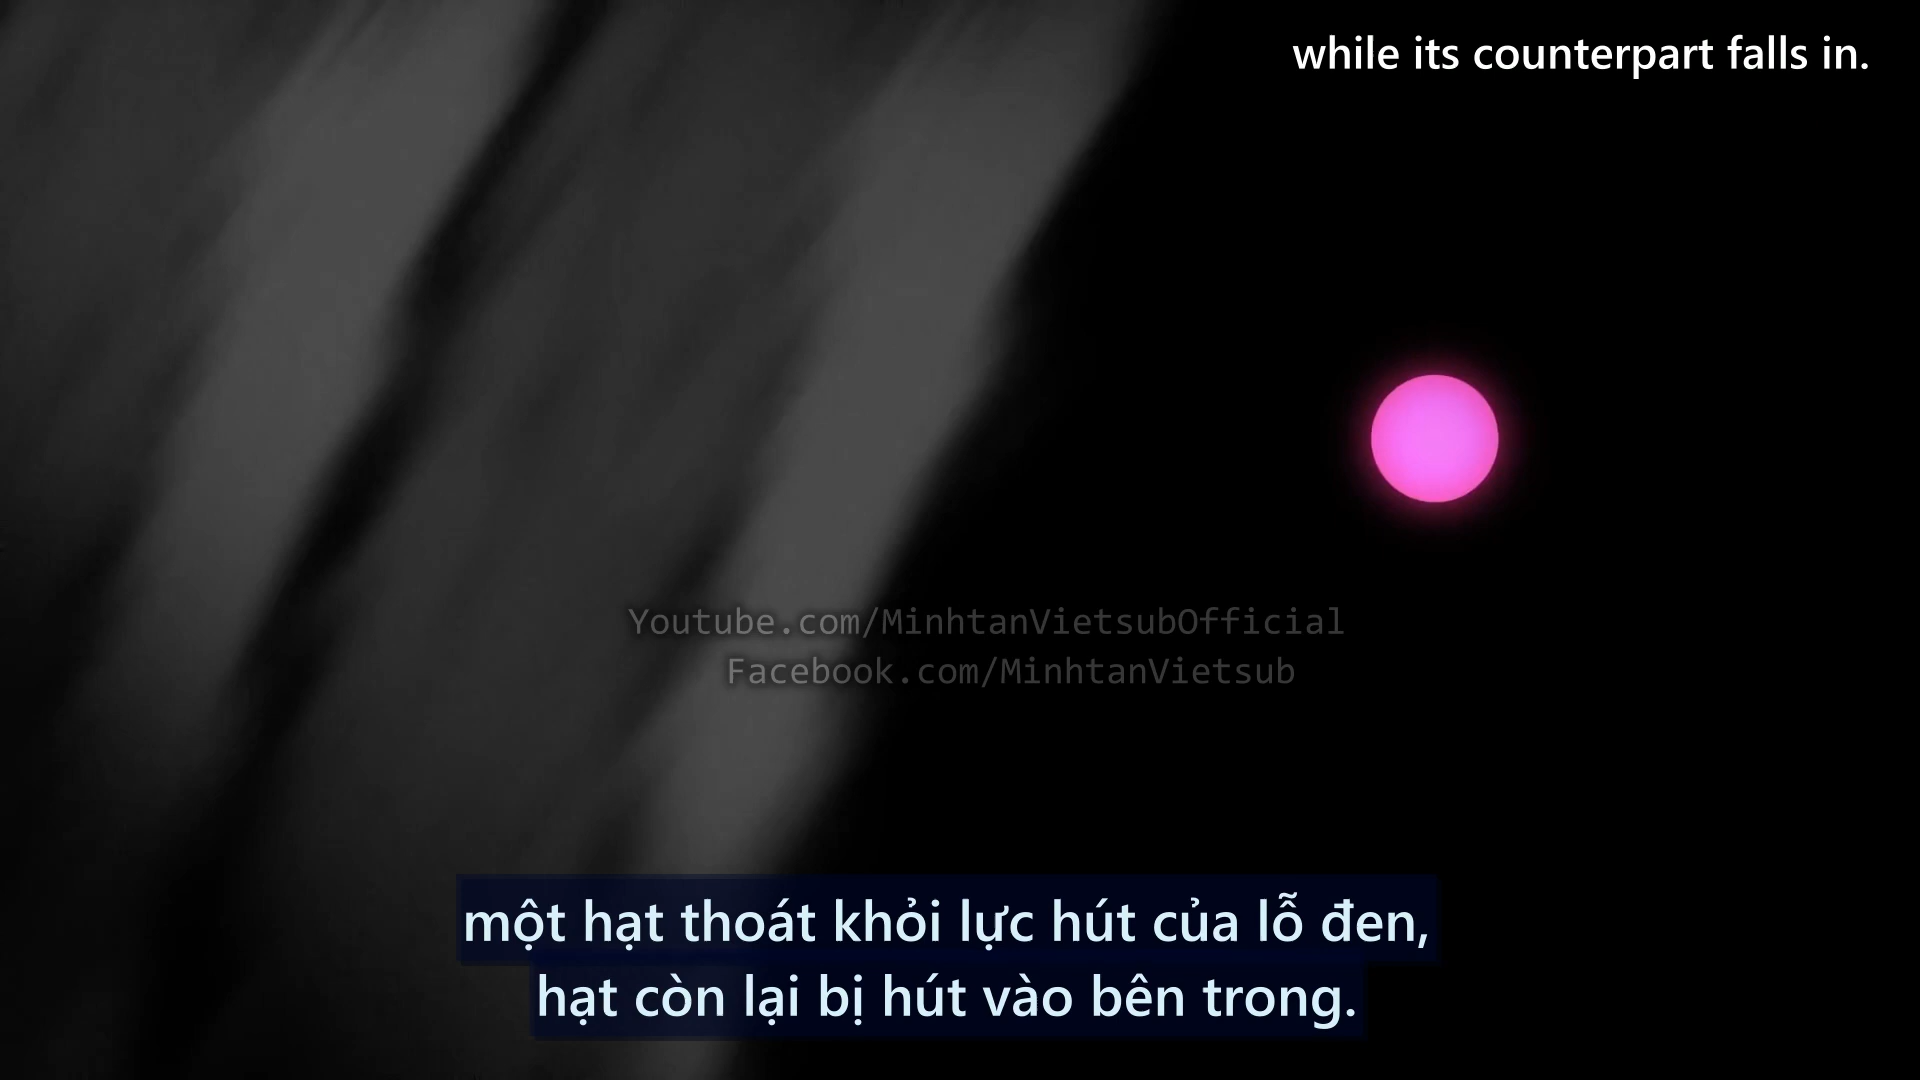 while its counterpart falls in.
Youtube.com/MinhtanVietsubOfficial
Facebook.com/MinhtanVietsub
một hạt thoát khỏi lực hút của lỗ đen,
hạt còn lại bị hút vào bên trong.